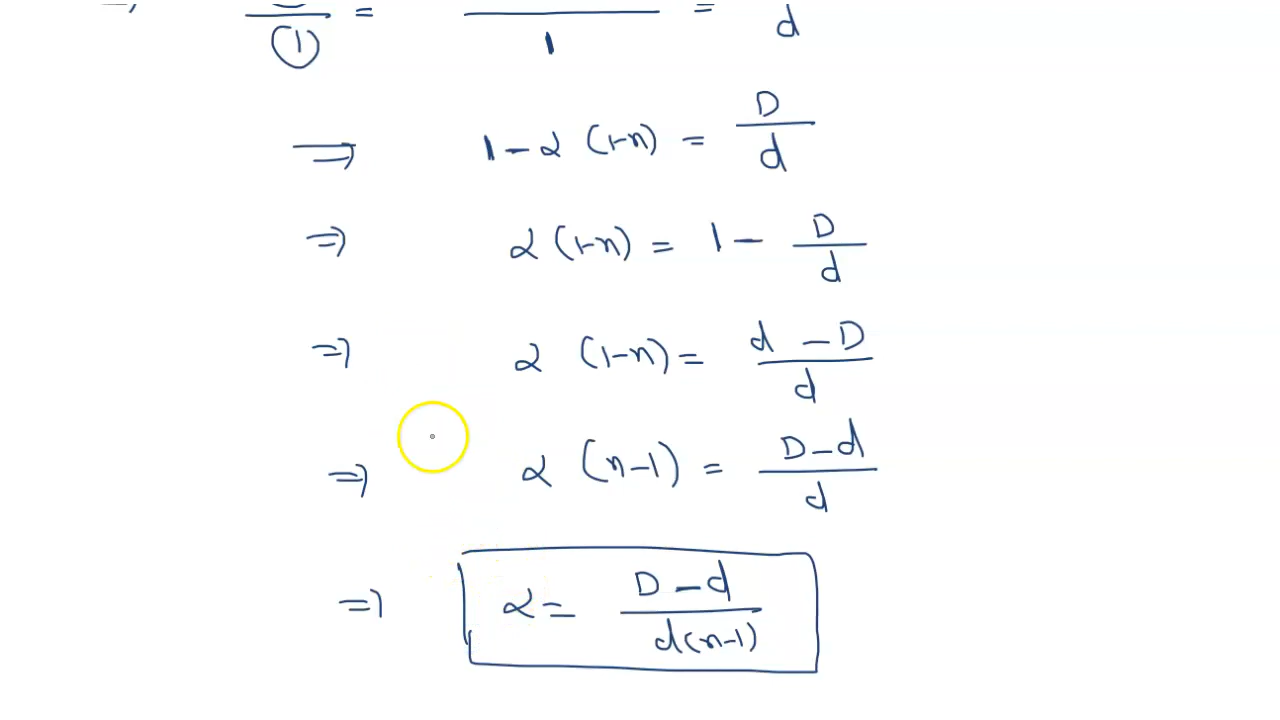 (1) = / 1 = / d
⇒ 1 - α (1-n) = D/d
⇒ α (1-n) = 1 - D/d
⇒ α (1-n) = d - D/d
⇒ α (n-1) = D - d/d
⇒ α = D - d/d(n-1)